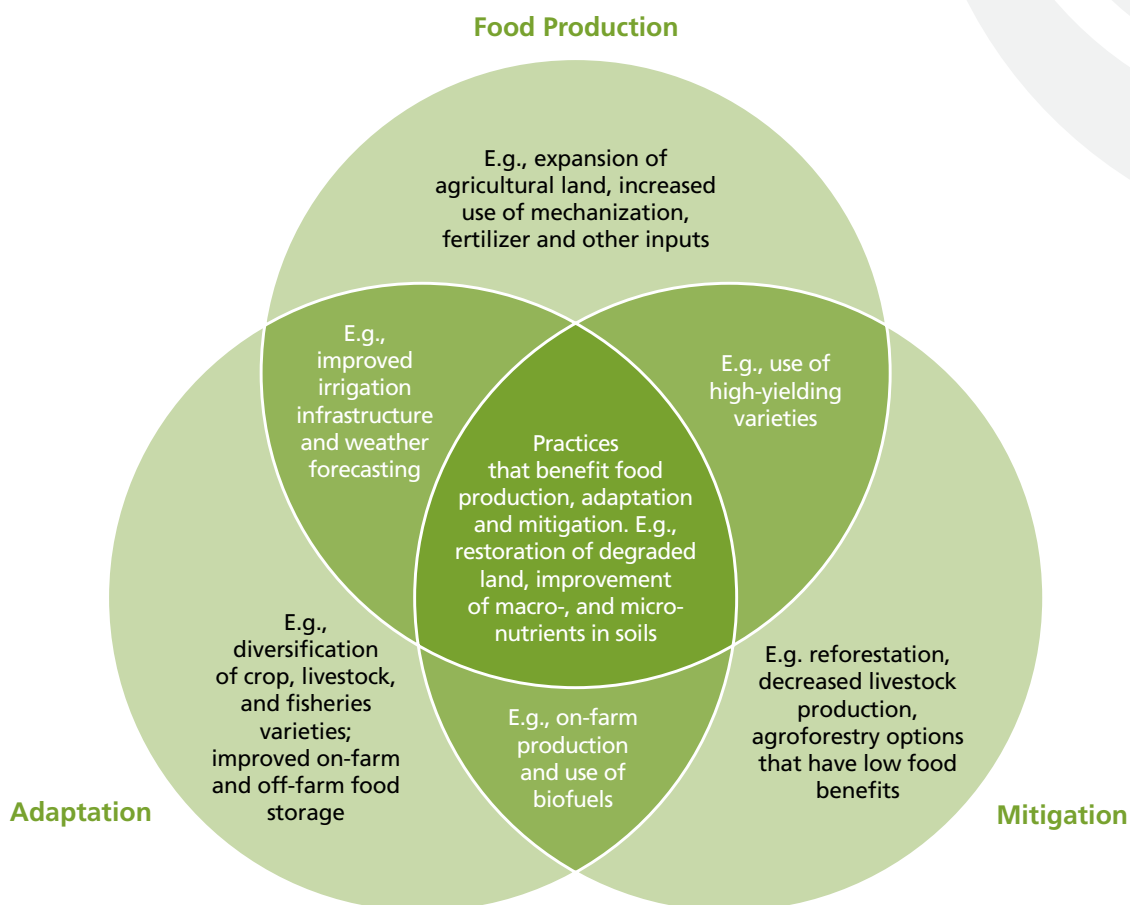 Food Production
E.g., expansion of
agricultural land, increased
use of mechanization,
fertilizer and other inputs
E.g.,
improved
irrigation
infrastructure
and weather
forecasting
E.g., use of
high-yielding
varieties
Practices
that benefit food
production, adaptation
and mitigation. E.g.,
restoration of degraded
land, improvement
of macro-, and micro-
nutrients in soils
E.g.,
diversification
of crop, livestock,
and fisheries
varieties;
improved on-farm
and off-farm food
storage
E.g., on-farm
production
and use of
biofuels
E.g. reforestation,
decreased livestock
production,
agroforestry options
that have low food
benefits
Adaptation
Mitigation